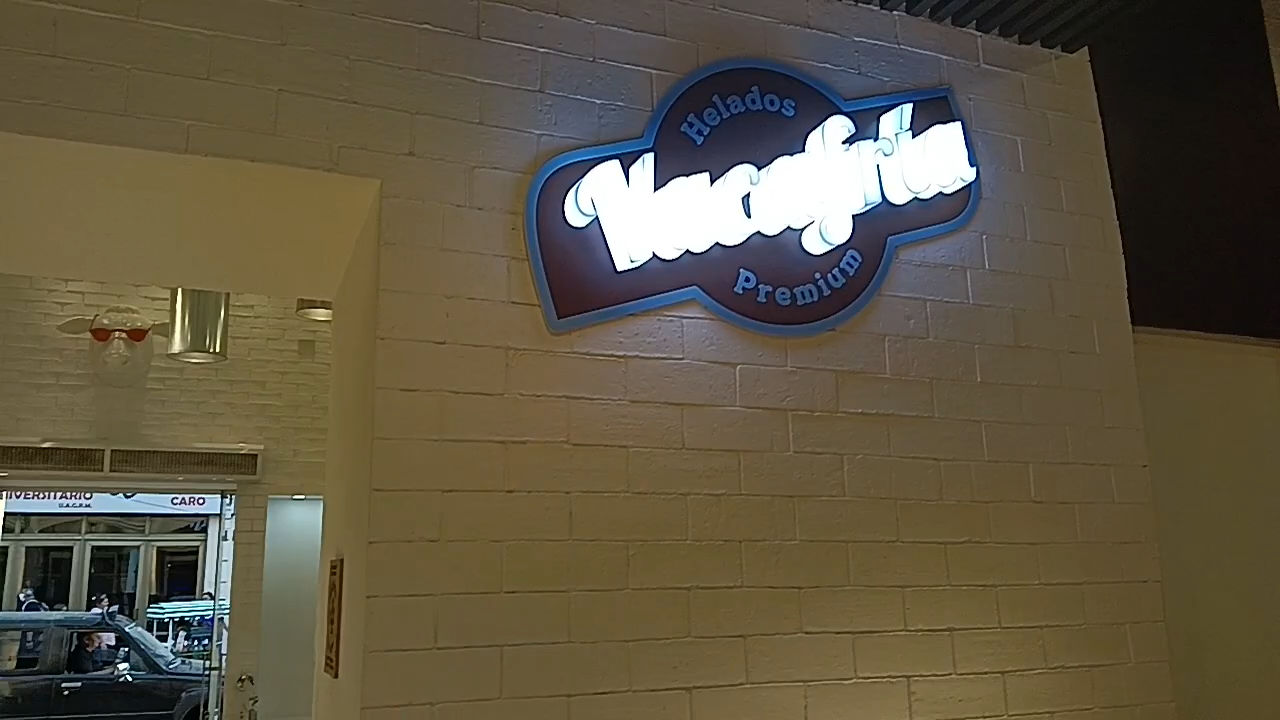 Helados
Vacafría
Premium
IVERSITARIO
U.A.G.R.M.
CARO